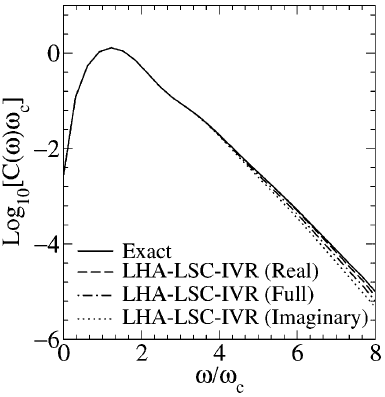 0
−2
−4
−6
Log10[C(ω)ωc]
Exact
LHA-LSC-IVR (Real)
LHA-LSC-IVR (Full)
LHA-LSC-IVR (Imaginary)
0 2 4 6 8
ω/ωc